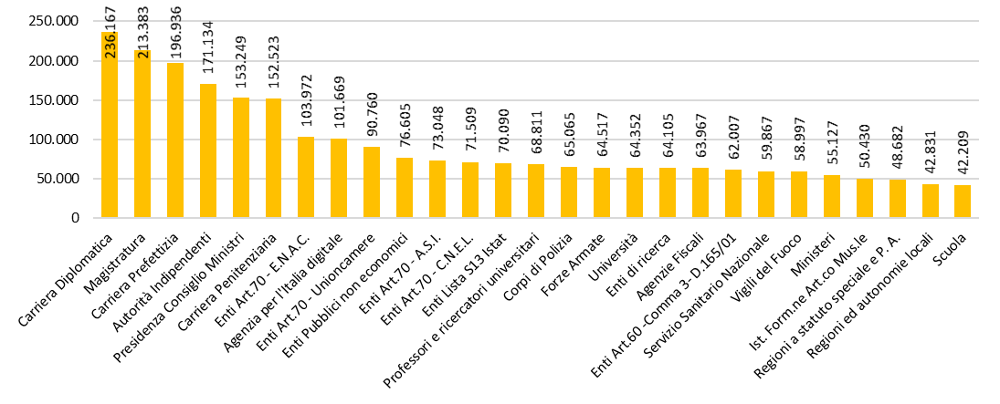 250.000
200.000
150.000
100.000
50.000
0
236.167
213.383
196.936
171.134
153.249
152.523
103.972
101.669
90.760
76.605
73.048
71.509
70.090
68.811
65.065
64.517
64.352
64.105
63.967
62.007
59.867
58.997
55.127
50.430
48.682
42.831
42.209
Carriera Diplomatica
Magistratura
Carriera Prefettizia
Autorità Indipendenti
Presidenza Consiglio Ministri
Carriera Penitenziaria
Enti Art.70 - E.N.A.C.
Agenzia per l'Italia digitale
Enti Art.70 - Unioncamere
Enti Pubblici non economici
Enti Art.70 - A.S.I.
Enti Art.70 - C.N.E.L.
Enti Lista S13 Istat
Professori e ricercatori universitari
Corpi di Polizia
Forze Armate
Università
Enti di ricerca
Agenzie Fiscali
Enti Art.60 -Comma 3- D.165/01
Servizio Sanitario Nazionale
Vigili del Fuoco
Ministeri
Ist. Form.ne Art.co Mus.le
Regioni a statuto speciale e P. A.
Regioni ed autonomie locali
Scuola